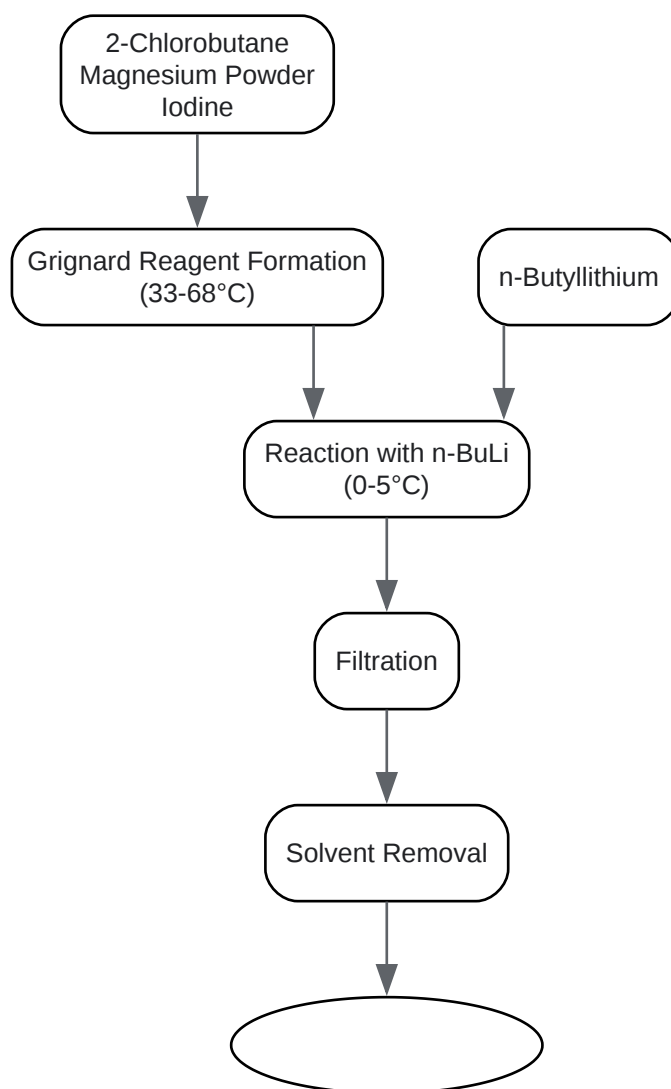 2-Chlorobutane
Magnesium Powder
Iodine
Grignard Reagent Formation
(33-68°C)
n-Butyllithium
Reaction with n-BuLi
(0-5°C)
Filtration
Solvent Removal